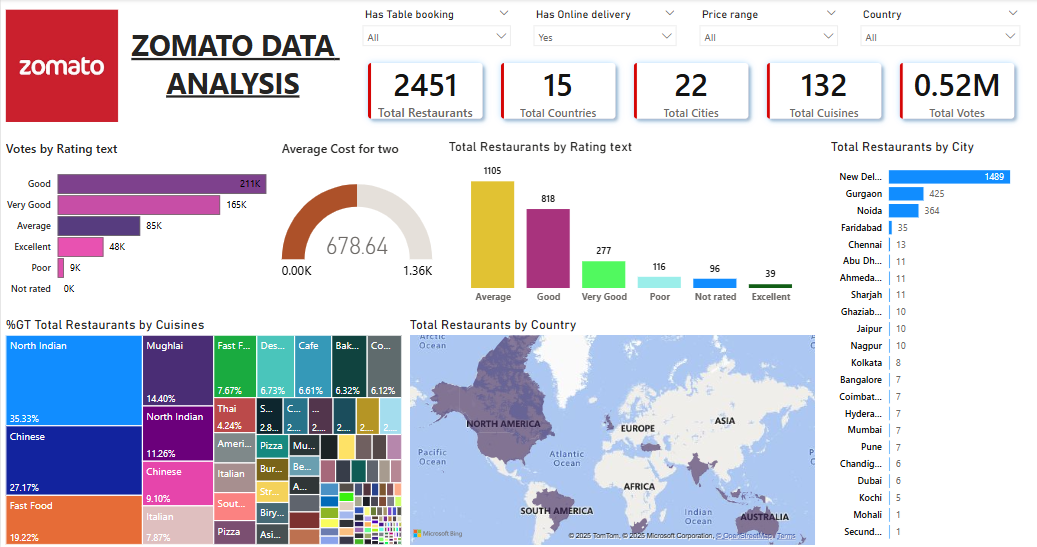 zomato
ZOMATO DATA
ANALYSIS
Has Table booking
All
Has Online delivery
Yes
Price range
All
Country
All
2451
Total Restaurants
15
Total Countries
22
Total Cities
132
Total Cuisines
0.52M
Total Votes
Votes by Rating text
Good 211K
Very Good 165K
Average 85K
Excellent 48K
Poor 9K
Not rated 0K
Average Cost for two
678.64
0.00K
1.36K
Total Restaurants by Rating text
1105
818
277
116
96
39
Average
Good
Very Good
Poor
Not rated
Excellent
Total Restaurants by City
New Del... 1489
Gurgaon 425
Noida 364
Faridabad 35
Chennai 13
Abu Dh... 11
Ahmeda... 11
Sharjah 11
Ghaziab... 10
Jaipur 10
Nagpur 10
Kolkata 8
Bangalore 7
Coimbat... 7
Hydera... 7
Mumbai 7
Pune 7
Chandig... 6
Dubai 6
Kochi 5
Mohali 1
Secund... 1
%GT Total Restaurants by Cuisines
North Indian
35.33%
Chinese
27.17%
Fast Food
19.22%
Mughlai
14.40%
North Indian
11.26%
Chinese
9.10%
Italian
7.87%
Fast F...
7.67%
Des...
6.73%
Cafe
6.61%
Bak...
6.32%
Co...
6.12%
Thai
4.24%
Ameri...
Italian
Sout...
Pizza
S...
2.8...
C...
2...
...
2...
2...
2...
2...
Pizza
Bur...
Str...
Biry...
Asi...
Mu...
Be...
A...
Total Restaurants by Country
Arctic
Ocean
NORTH AMERICA
EUROPE
ASIA
Pacific
Ocean
Atlantic
Ocean
AFRICA
SOUTH AMERICA
Indian
Ocean
AUSTRALIA
Microsoft Bing
© 2025 TomTom, © 2025 Microsoft Corporation, © OpenStreetMap Terms